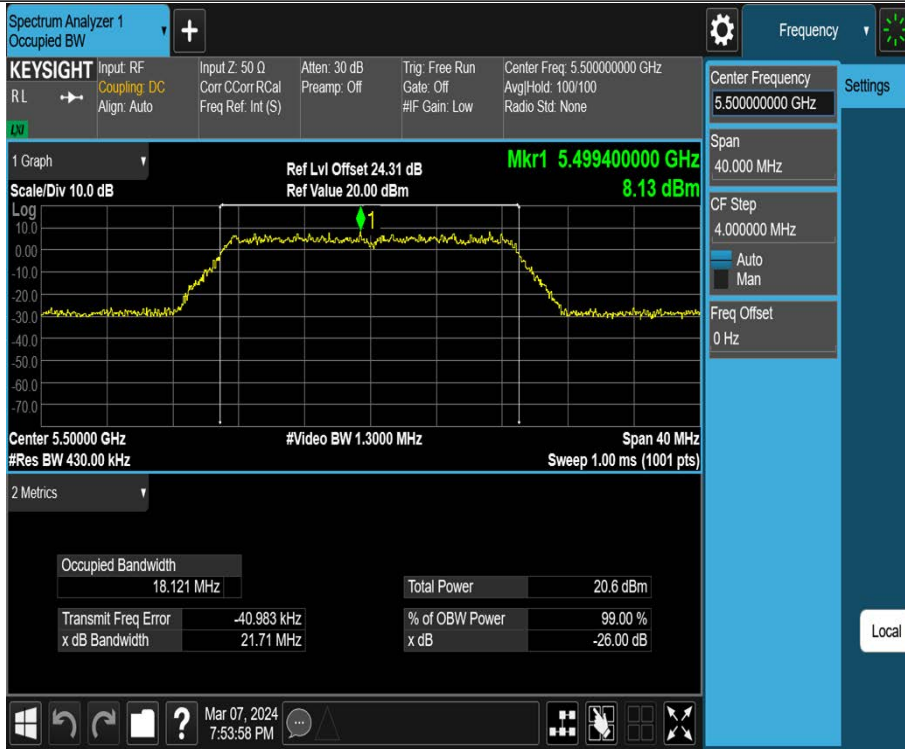 Spectrum Analyzer 1
Occupied BW
+
Frequency
KEYSIGHT
RL
LXI
Input: RF
Coupling: DC
Align: Auto
Input Z: 50 Ω
Corr CCorr RCal
Freq Ref: Int (S)
Atten: 30 dB
Preamp: Off
Trig: Free Run
Gate: Off
#IF Gain: Low
Center Freq: 5.500000000 GHz
Avg|Hold: 100/100
Radio Std: None
Center Frequency
5.500000000 GHz
Settings
Span
40.000 MHz
CF Step
4.000000 MHz
Auto
Man
Freq Offset
0 Hz
1 Graph
Scale/Div 10.0 dB
Ref Lvl Offset 24.31 dB
Ref Value 20.00 dBm
Mkr1 5.499400000 GHz
8.13 dBm
Log
10.0
0.00
-10.0
-20.0
-30.0
-40.0
-50.0
-60.0
-70.0
1
Center 5.50000 GHz
#Res BW 430.00 kHz
#Video BW 1.3000 MHz
Span 40 MHz
Sweep 1.00 ms (1001 pts)
2 Metrics
Occupied Bandwidth
18.121 MHz
Total Power 20.6 dBm
Transmit Freq Error -40.983 kHz
% of OBW Power 99.00 %
x dB Bandwidth 21.71 MHz
x dB -26.00 dB
Local
?
Mar 07, 2024
7:53:58 PM